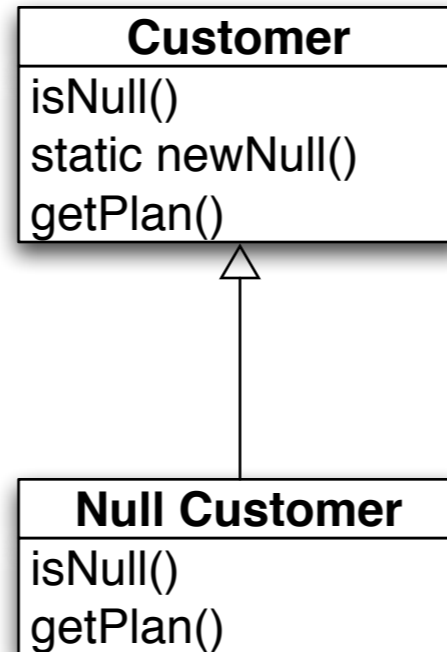 Customer
isNull()
static newNull()
getPlan()
Null Customer
isNull()
getPlan()